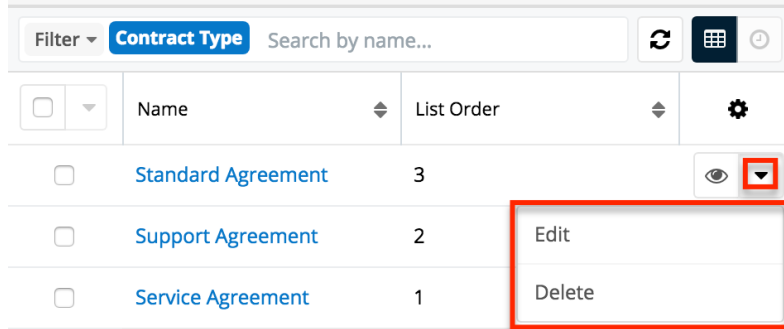 Filter Contract Type Search by name...
Name List Order
Standard Agreement 3
Support Agreement 2 Edit
Service Agreement 1 Delete